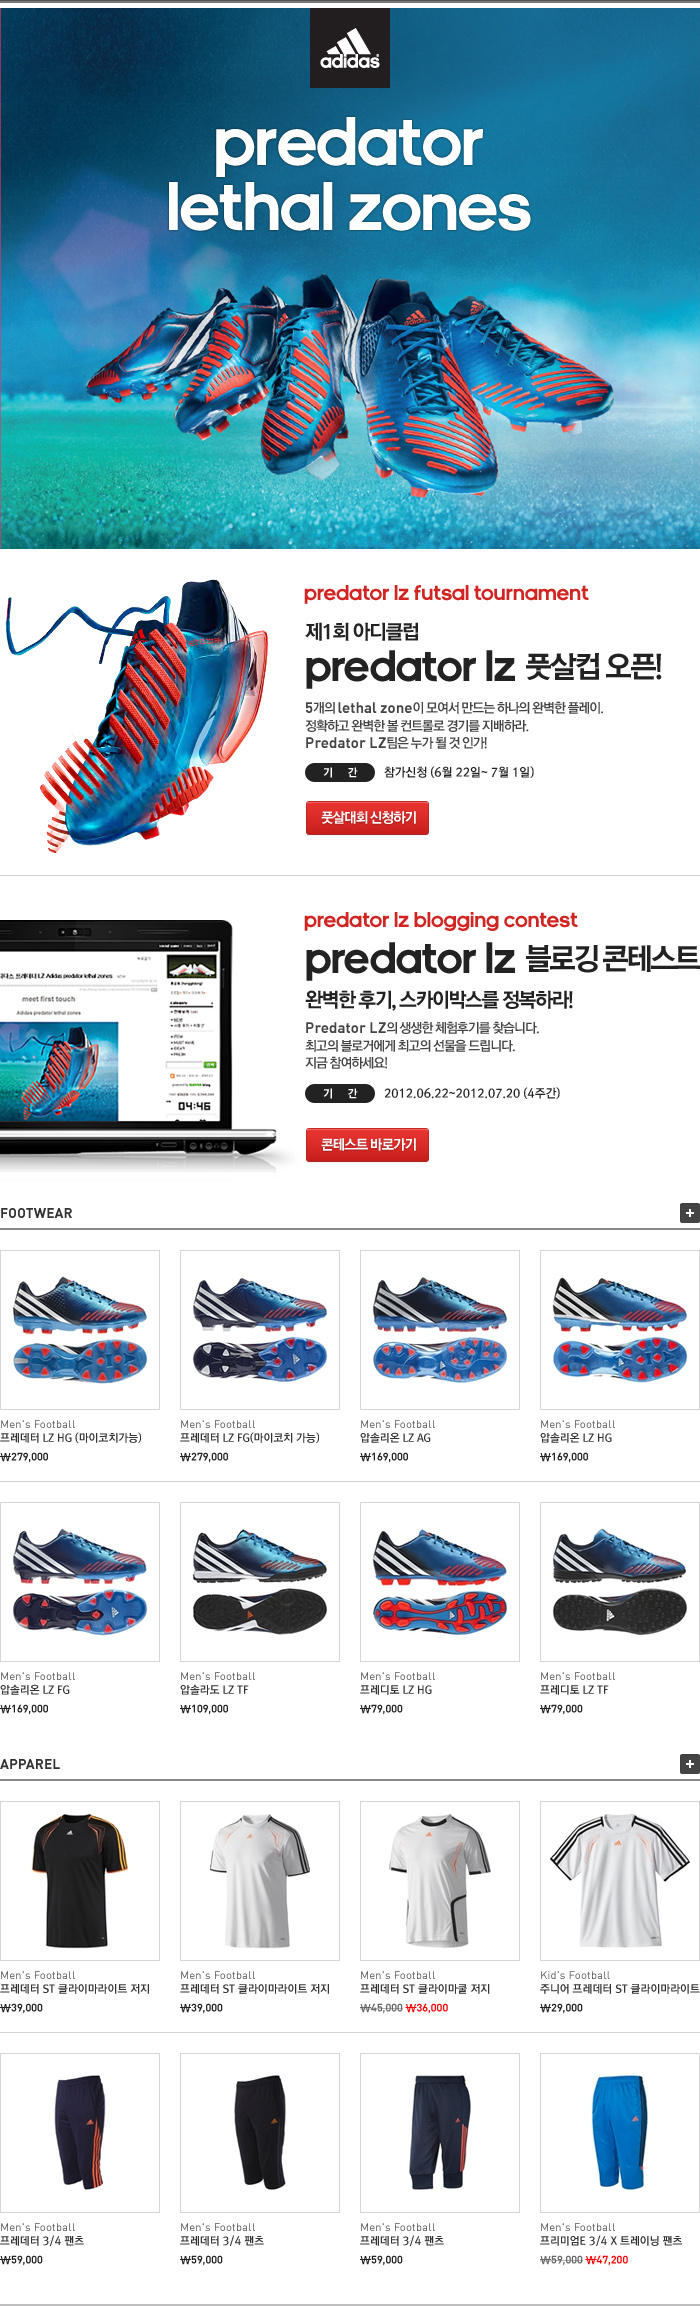 adidas
predator
lethal zones
predator lz futsal tournament
제1회 아디클럽
predator lz 풋살컵 오픈!
5개의 lethal zone이 모여서 만드는 하나의 완벽한 플레이.
정확하고 완벽한 볼 컨트롤로 경기를 지배하라.
Predator LZ팀은 누가 될 것 인가!
기 간 참가신청 (6월 22일~ 7월 1일)
풋살대회 신청하기
predator lz blogging contest
predator lz 블로깅 콘테스트
완벽한 후기, 스카이박스를 정복하라!
Predator LZ의 생생한 체험후기를 찾습니다.
최고의 블로거에게 최고의 선물을 드립니다.
지금 참여하세요!
기 간 2012.06.22~2012.07.20 (4주간)
콘테스트 바로가기
LZ Adidas predator lethal zones
meet first touch
Adidas predator lethal zones
04:46
FOOTWEAR
Men's Football Men's Football Men's Football Men's Football
프레데터 LZ HG (마이코치가능) 프레데터 LZ FG(마이코치 가능) 압솔리온 LZ AG 압솔리온 LZ HG
₩279,000 ₩279,000 ₩169,000 ₩169,000
Men's Football Men's Football Men's Football Men's Football
압솔리온 LZ FG 압솔라도 LZ TF 프레디토 LZ HG 프레디토 LZ TF
₩169,000 ₩109,000 ₩79,000 ₩79,000
APPAREL
Men's Football Men's Football Men's Football Kid's Football
프레데터 ST 클라이마라이트 저지 프레데터 ST 클라이마라이트 저지 프레데터 ST 클라이마쿨 저지 주니어 프레데터 ST 클라이마라이트
₩39,000 ₩39,000 ₩45,000 ₩36,000 ₩29,000
Men's Football Men's Football Men's Football Men's Football
프레데터 3/4 팬츠 프레데터 3/4 팬츠 프레데터 3/4 팬츠 프리미엄E 3/4 X 트레이닝 팬츠
₩59,000 ₩59,000 ₩59,000 ₩59,000 ₩47,200